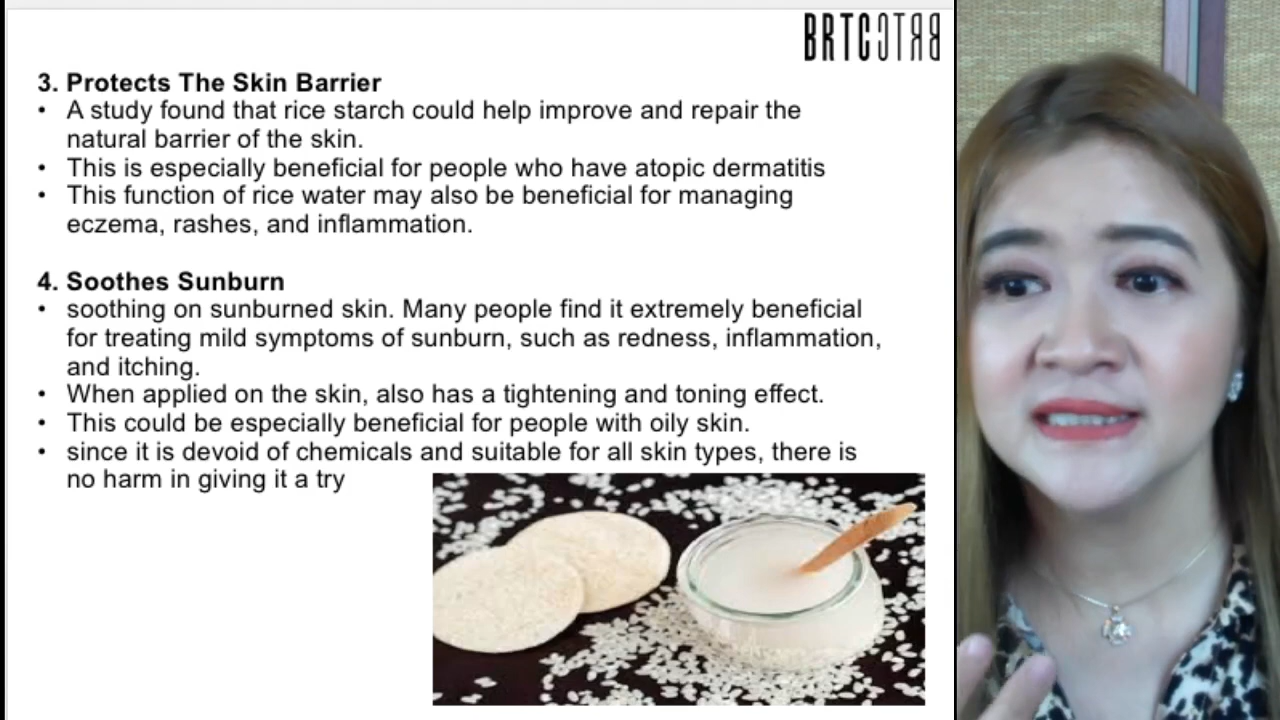 BRTC
3. Protects The Skin Barrier
• A study found that rice starch could help improve and repair the
natural barrier of the skin.
• This is especially beneficial for people who have atopic dermatitis
• This function of rice water may also be beneficial for managing
eczema, rashes, and inflammation.
4. Soothes Sunburn
• soothing on sunburned skin. Many people find it extremely beneficial
for treating mild symptoms of sunburn, such as redness, inflammation,
and itching.
• When applied on the skin, also has a tightening and toning effect.
• This could be especially beneficial for people with oily skin.
• since it is devoid of chemicals and suitable for all skin types, there is
no harm in giving it a try